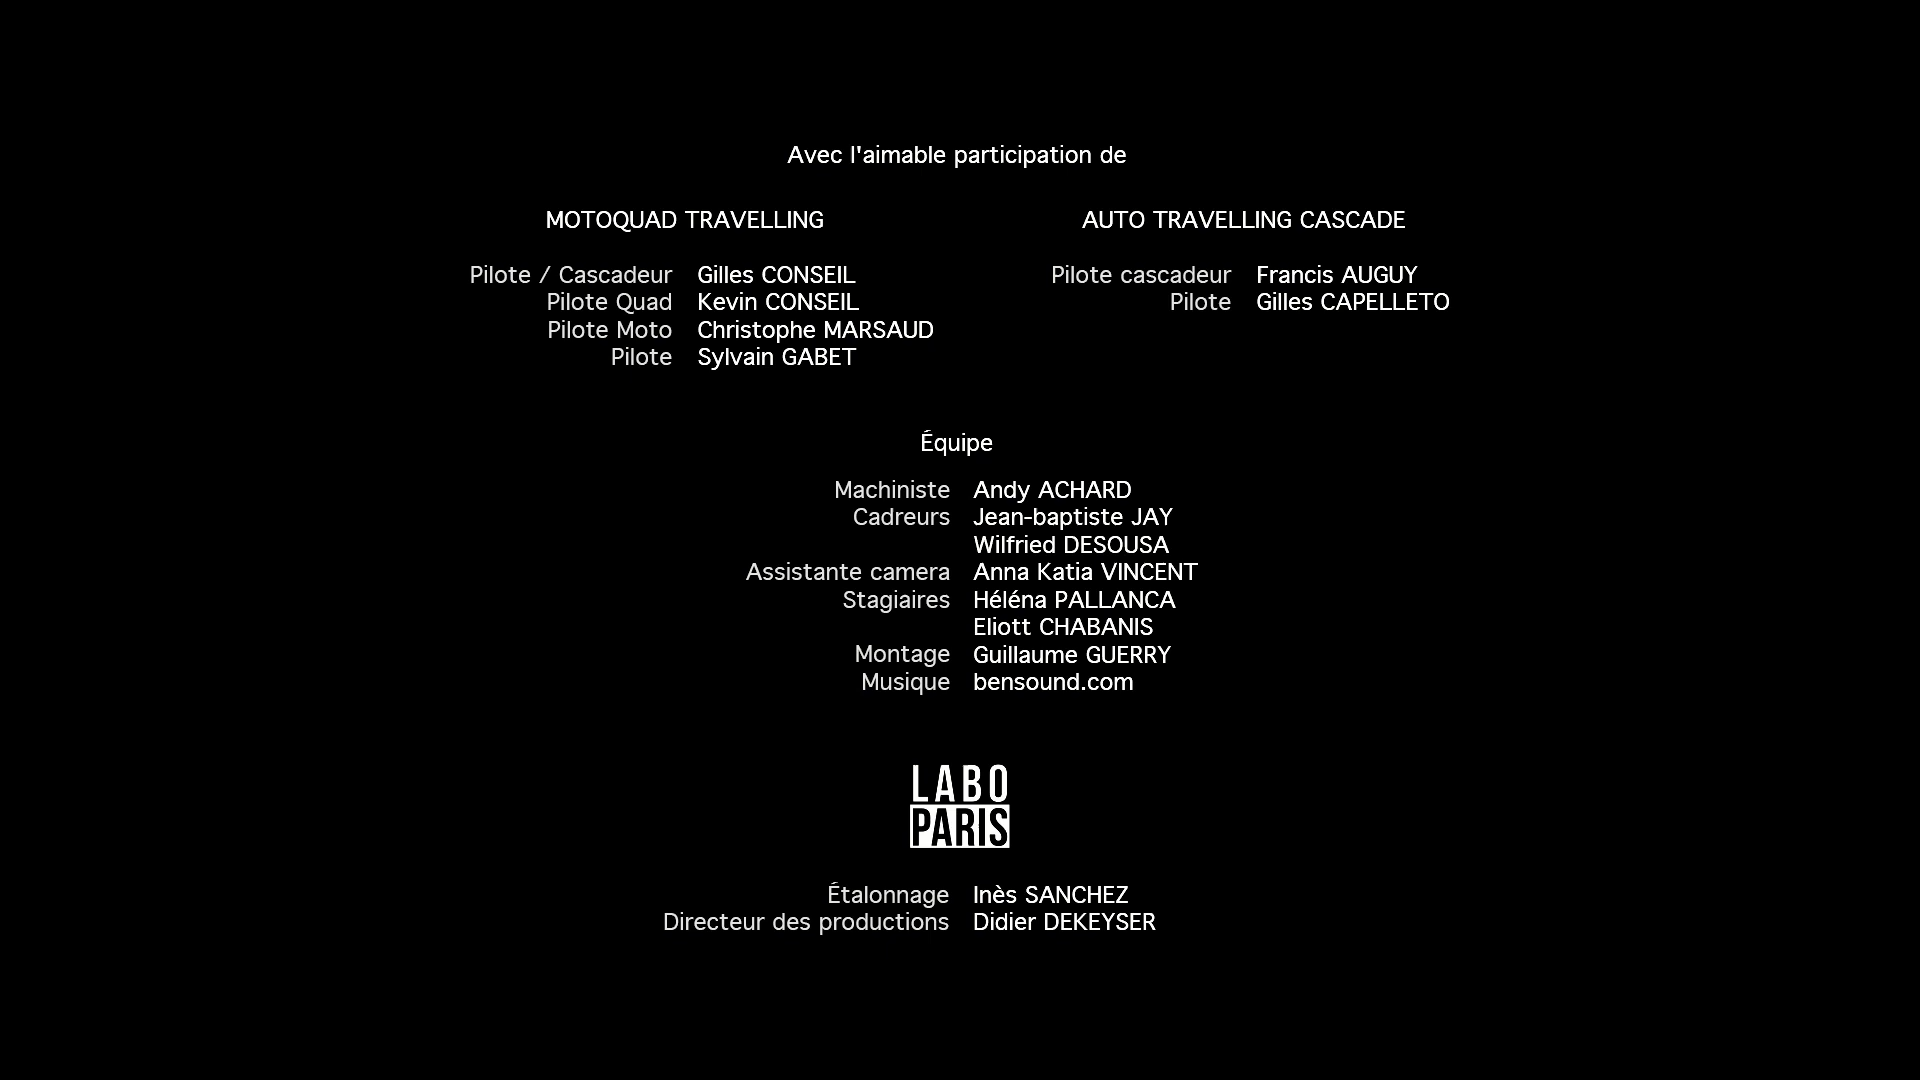 Avec l'aimable participation de
MOTOQUAD TRAVELLING
Pilote / Cascadeur Gilles CONSEIL
Pilote Quad Kevin CONSEIL
Pilote Moto Christophe MARSAUD
Pilote Sylvain GABET
AUTO TRAVELLING CASCADE
Pilote cascadeur Francis AUGUY
Pilote Gilles CAPELLETO
Équipe
Machiniste Andy ACHARD
Cadreurs Jean-baptiste JAY
Wilfried DESOUSA
Assistante camera Anna Katia VINCENT
Stagiaires Héléna PALLANCA
Eliott CHABANIS
Montage Guillaume GUERRY
Musique bensound.com
LABO
PARIS
Étalonnage Inès SANCHEZ
Directeur des productions Didier DEKEYSER